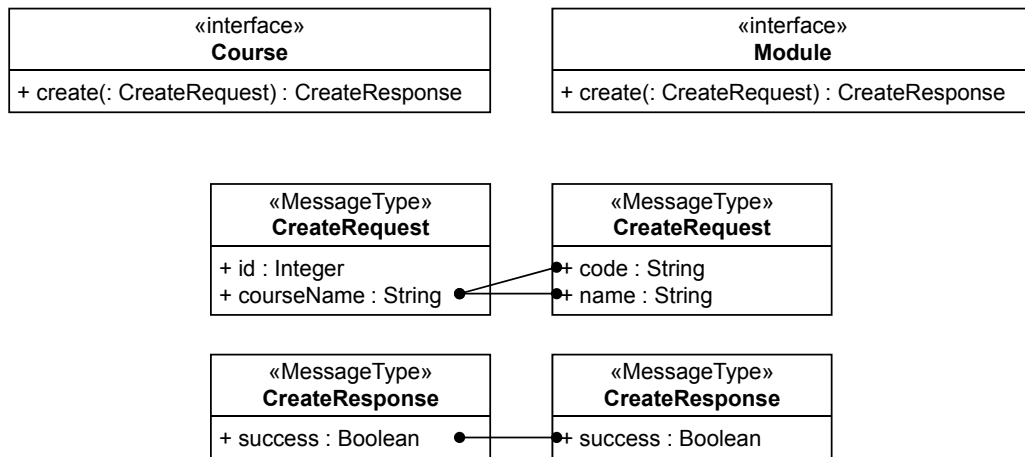 «interface»
Course
+ create(: CreateRequest) : CreateResponse
«interface»
Module
+ create(: CreateRequest) : CreateResponse
«MessageType»
CreateRequest
+ id : Integer
+ courseName : String
«MessageType»
CreateRequest
+ code : String
+ name : String
«MessageType»
CreateResponse
+ success : Boolean
«MessageType»
CreateResponse
+ success : Boolean